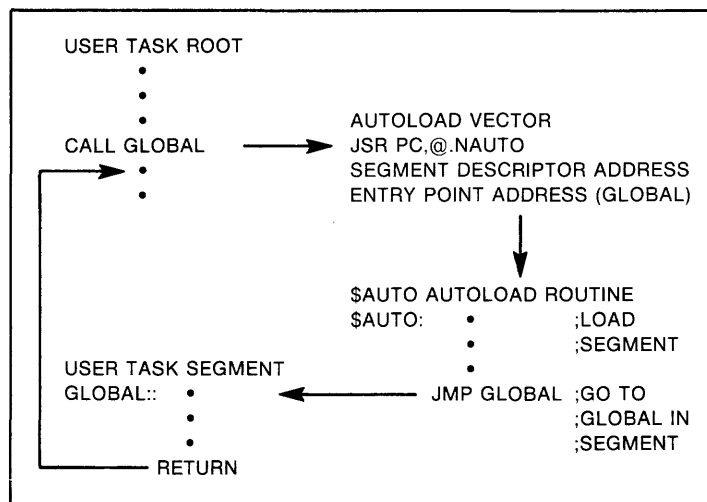 USER TASK ROOT
•
•
•
CALL GLOBAL
•
•
AUTOLOAD VECTOR
JSR PC,@.NAUTO
SEGMENT DESCRIPTOR ADDRESS
ENTRY POINT ADDRESS (GLOBAL)
$AUTO AUTOLOAD ROUTINE
$AUTO: • ;LOAD
• ;SEGMENT
•
JMP GLOBAL ;GO TO
;GLOBAL IN
;SEGMENT
USER TASK SEGMENT
GLOBAL:: •
•
•
RETURN